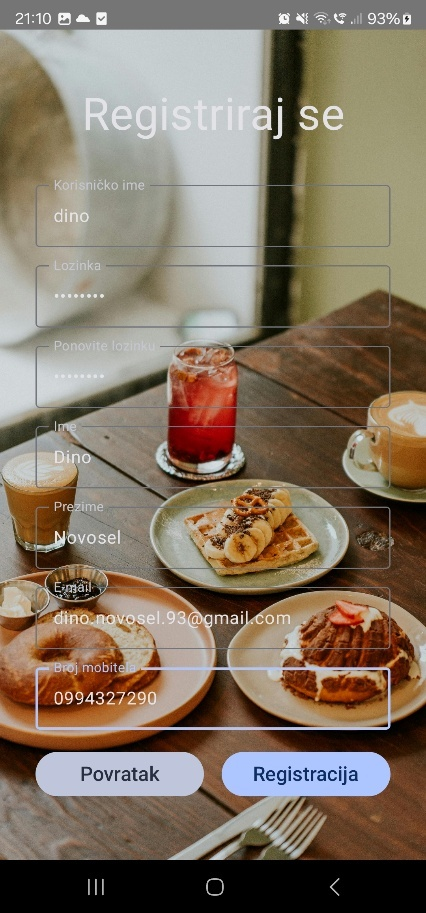 21:10 93%
Registriraj se
Korisničko ime
dino
Lozinka
••••••••
Ponovite lozinku
••••••••
Ime
Dino
Prezime
Novosel
E-mail
dino.novosel.93@gmail.com
Broj mobitela
0994327290
Povratak Registracija